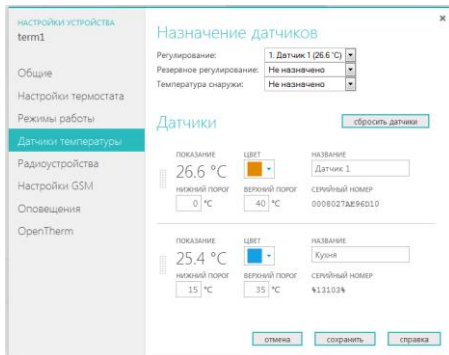 НАСТРОЙКИ УСТРОЙСТВА
term1
Общие
Настройки термостата
Режимы работы
Датчики температуры
Радиоустройства
Настройки GSM
Оповещения
OpenTherm
×
Назначение датчиков
Регулирование: 1. Датчик 1 (26.6 °C)
Резервное регулирование: Не назначено
Температура снаружи: Не назначено
Датчики сбросить датчики
ПОКАЗАНИЕ ЦВЕТ НАЗВАНИЕ
26.6 °C Датчик 1
НИЖНИЙ ПОРОГ ВЕРХНИЙ ПОРОГ СЕРИЙНЫЙ НОМЕР
0 °C 40 °C 0008027AE96D10
ПОКАЗАНИЕ ЦВЕТ НАЗВАНИЕ
25.4 °C Кухня
НИЖНИЙ ПОРОГ ВЕРХНИЙ ПОРОГ СЕРИЙНЫЙ НОМЕР
15 °C 35 °C %13103%
отмена сохранить справка